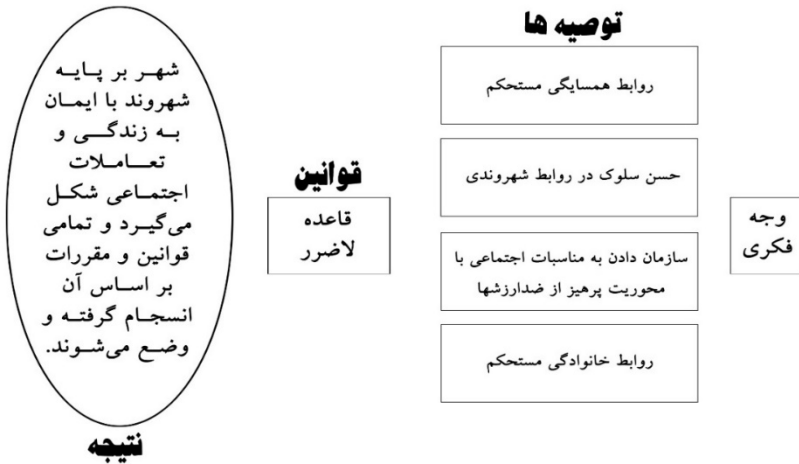 توصیه ها
وجه
فکری
روابط همسایگی مستحکم
حسن سلوک در روابط شهروندی
سازمان دادن به مناسبات اجتماعی با
محوریت پرهیز از ضدارزشها
روابط خانوادگی مستحکم
قوانین
قاعده
لاضرر
شهر بر پایه
شهروند با ایمان
به زندگی و
تعاملات
اجتماعی شکل
می‌گیرد و تمامی
قوانین و مقررات
بر اساس آن
انسجام گرفته و
وضع می‌شوند.
نتیجه